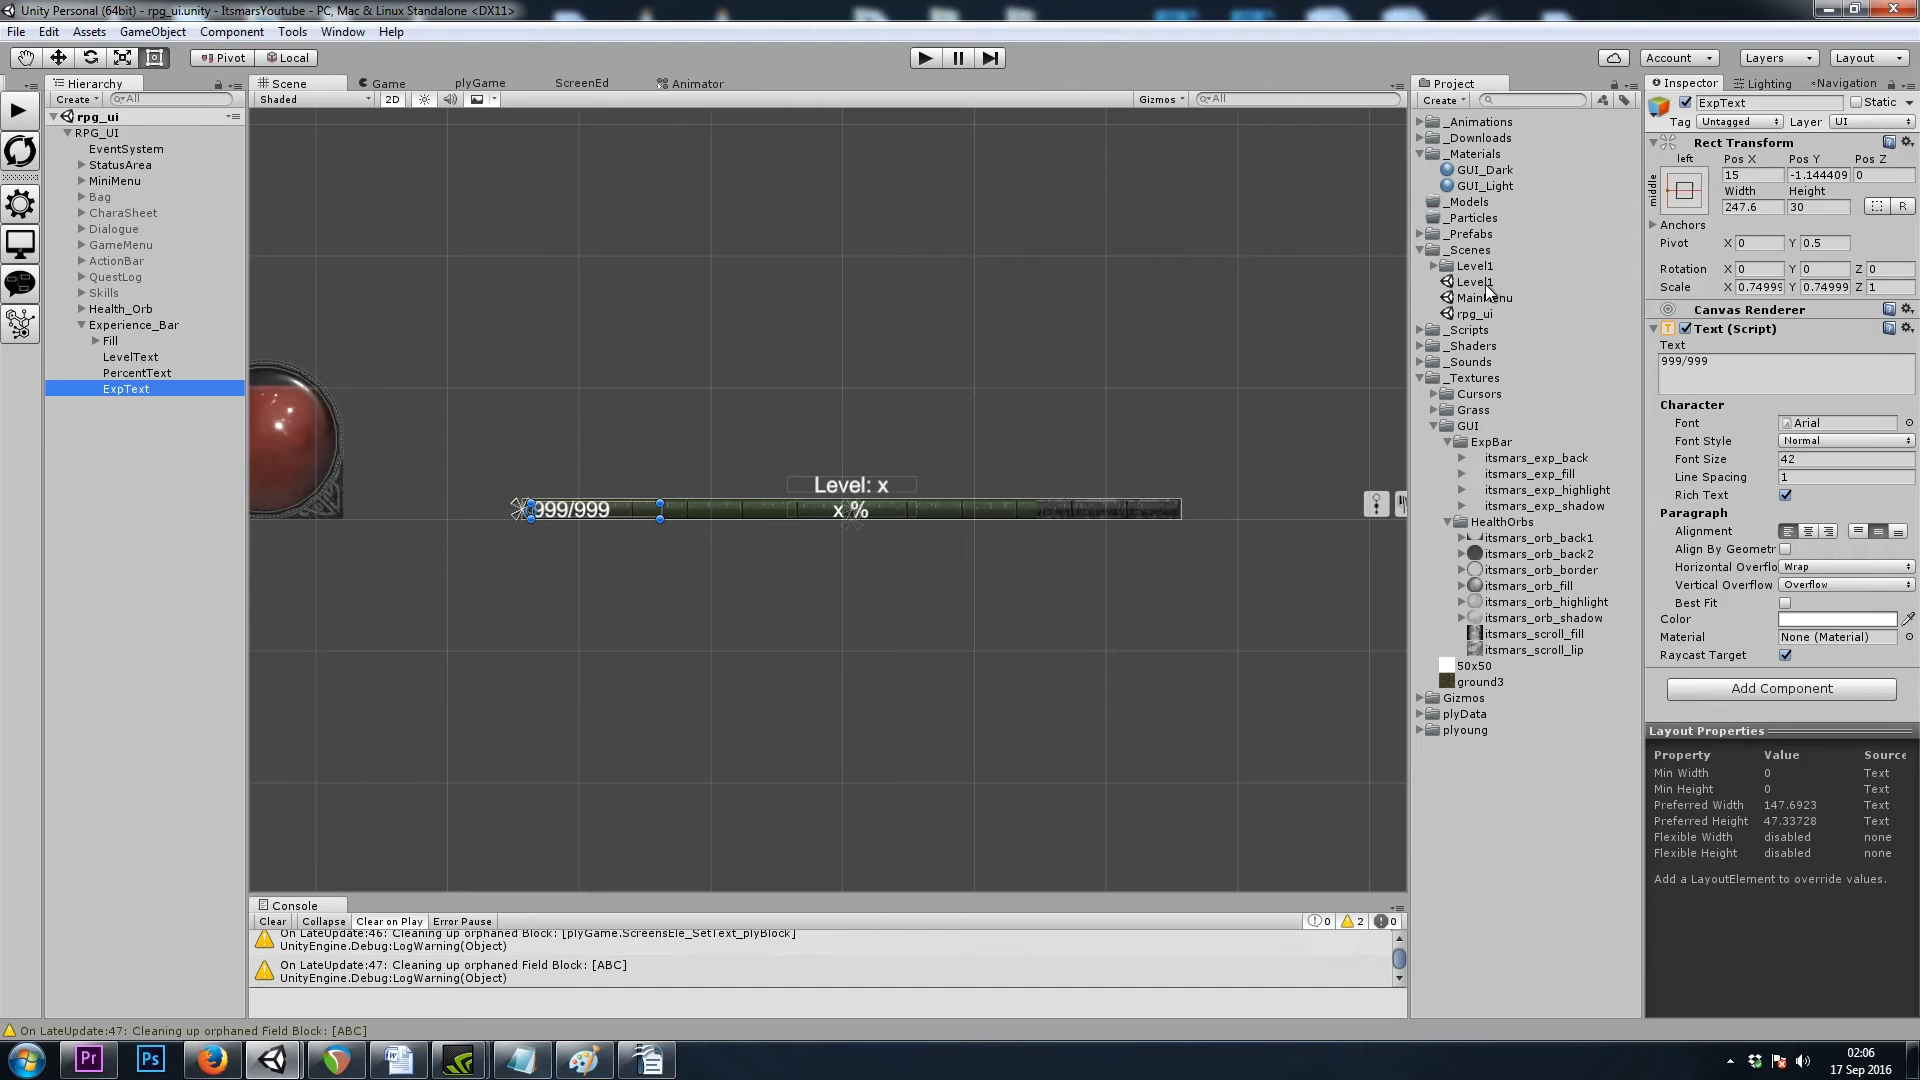 Unity Personal (64bit) - rpg_ui.unity - ItsmarsYoutube - PC, Mac & Linux Standalone <DX11>
File Edit Assets GameObject Component Tools Window Help
Pivot Local Account Layers Layout
Hierarchy
Create All
rpg_ui
RPG_UI
EventSystem
StatusArea
MiniMenu
Bag
CharaSheet
Dialogue
GameMenu
ActionBar
QuestLog
Skills
Health_Orb
Experience_Bar
Fill
LevelText
PercentText
ExpText
Scene Game plyGame ScreenEd Animator
Shaded 2D Gizmos All
Level: x
999/999 x %
Console
Clear Collapse Clear on Play Error Pause 0 2 0
On LateUpdate:46: Cleaning up orphaned Block: [plyGame.ScreensEle_SetText_plyBlock]
UnityEngine.Debug:LogWarning(Object)
On LateUpdate:47: Cleaning up orphaned Field Block: [ABC]
UnityEngine.Debug:LogWarning(Object)
Project
Create
_Animations
_Downloads
_Materials
GUI_Dark
GUI_Light
_Models
_Particles
_Prefabs
_Scenes
Level1
Level1
MainMenu
rpg_ui
_Scripts
_Shaders
_Sounds
_Textures
Cursors
Grass
GUI
ExpBar
itsmars_exp_back
itsmars_exp_fill
itsmars_exp_highlight
itsmars_exp_shadow
HealthOrbs
itsmars_orb_back1
itsmars_orb_back2
itsmars_orb_border
itsmars_orb_fill
itsmars_orb_highlight
itsmars_orb_shadow
itsmars_scroll_fill
itsmars_scroll_lip
50x50
ground3
Gizmos
plyData
plyoung
Inspector Lighting Navigation
ExpText Static
Tag Untagged Layer UI
Rect Transform
left Pos X Pos Y Pos Z
middle 15 -1.144409 0
Width Height
247.6 30 R
Anchors
Pivot X 0 Y 0.5
Rotation X 0 Y 0 Z 0
Scale X 0.74999 Y 0.74999 Z 1
Canvas Renderer
T Text (Script)
Text
999/999
Character
Font Arial
Font Style Normal
Font Size 42
Line Spacing 1
Rich Text
Paragraph
Alignment
Align By Geometr
Horizontal Overflo Wrap
Vertical Overflow Overflow
Best Fit
Color
Material None (Material)
Raycast Target
Add Component
Layout Properties
Property Value Source
Min Width 0 Text
Min Height 0 Text
Preferred Width 147.6923 Text
Preferred Height 47.33728 Text
Flexible Width disabled none
Flexible Height disabled none
Add a LayoutElement to override values.
On LateUpdate:47: Cleaning up orphaned Field Block: [ABC]
Pr Ps W
02:06
17 Sep 2016